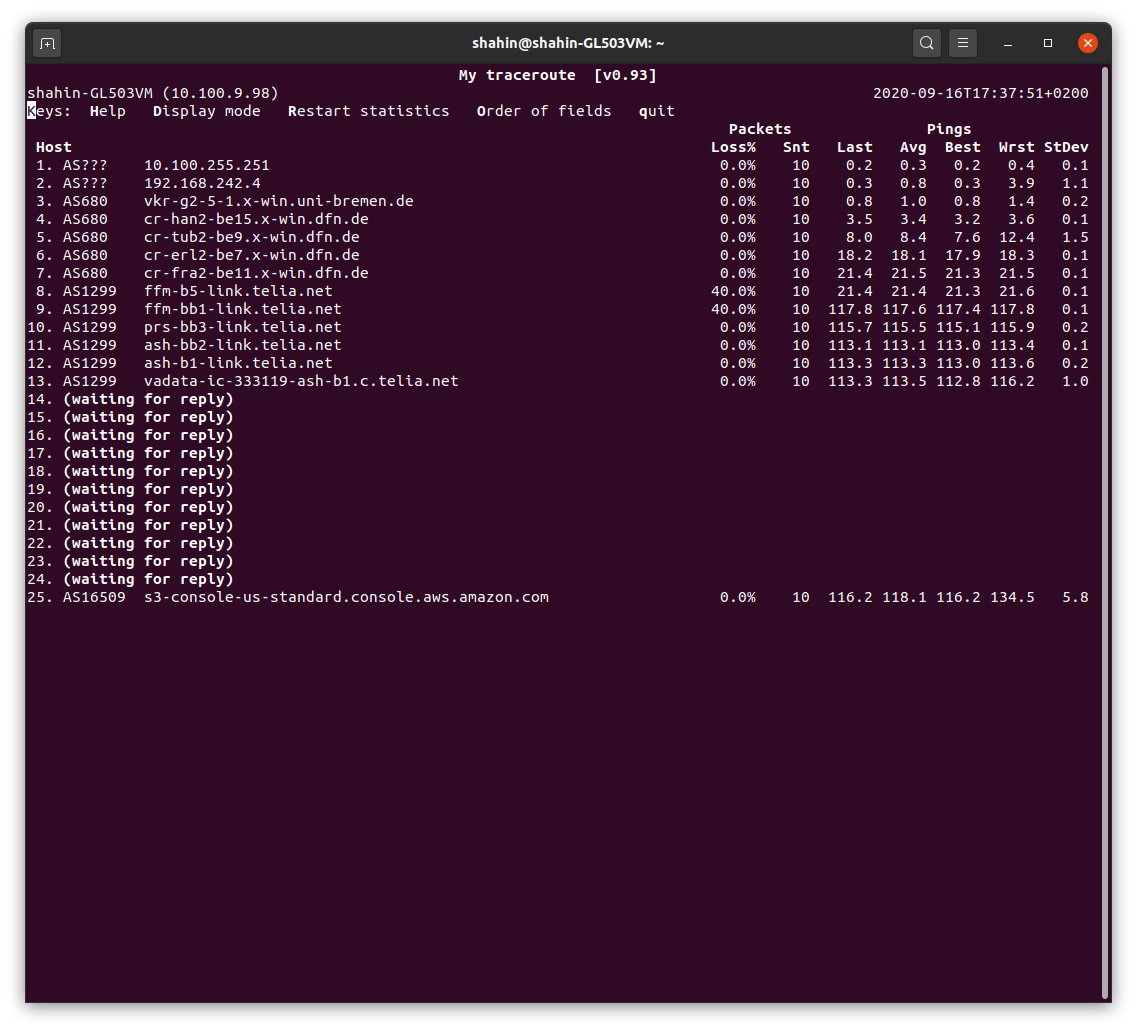 shahin@shahin-GL503VM: ~
My traceroute  [v0.93]
shahin-GL503VM (10.100.9.98) 2020-09-16T17:37:51+0200
Keys:  Help   Display mode   Restart statistics   Order of fields   quit
Packets Pings
Host Loss% Snt Last Avg Best Wrst StDev
1. AS??? 10.100.255.251 0.0% 10 0.2 0.3 0.2 0.4 0.1
2. AS??? 192.168.242.4 0.0% 10 0.3 0.8 0.3 3.9 1.1
3. AS680 vkr-g2-5-1.x-win.uni-bremen.de 0.0% 10 0.8 1.0 0.8 1.4 0.2
4. AS680 cr-han2-be15.x-win.dfn.de 0.0% 10 3.5 3.4 3.2 3.6 0.1
5. AS680 cr-tub2-be9.x-win.dfn.de 0.0% 10 8.0 8.4 7.6 12.4 1.5
6. AS680 cr-erl2-be7.x-win.dfn.de 0.0% 10 18.2 18.1 17.9 18.3 0.1
7. AS680 cr-fra2-be11.x-win.dfn.de 0.0% 10 21.4 21.5 21.3 21.5 0.1
8. AS1299 ffm-b5-link.telia.net 40.0% 10 21.4 21.4 21.3 21.6 0.1
9. AS1299 ffm-bb1-link.telia.net 40.0% 10 117.8 117.6 117.4 117.8 0.1
10. AS1299 prs-bb3-link.telia.net 0.0% 10 115.7 115.5 115.1 115.9 0.2
11. AS1299 ash-bb2-link.telia.net 0.0% 10 113.1 113.1 113.0 113.4 0.1
12. AS1299 ash-b1-link.telia.net 0.0% 10 113.3 113.3 113.0 113.6 0.2
13. AS1299 vadata-ic-333119-ash-b1.c.telia.net 0.0% 10 113.3 113.5 112.8 116.2 1.0
14. (waiting for reply)
15. (waiting for reply)
16. (waiting for reply)
17. (waiting for reply)
18. (waiting for reply)
19. (waiting for reply)
20. (waiting for reply)
21. (waiting for reply)
22. (waiting for reply)
23. (waiting for reply)
24. (waiting for reply)
25. AS16509 s3-console-us-standard.console.aws.amazon.com 0.0% 10 116.2 118.1 116.2 134.5 5.8